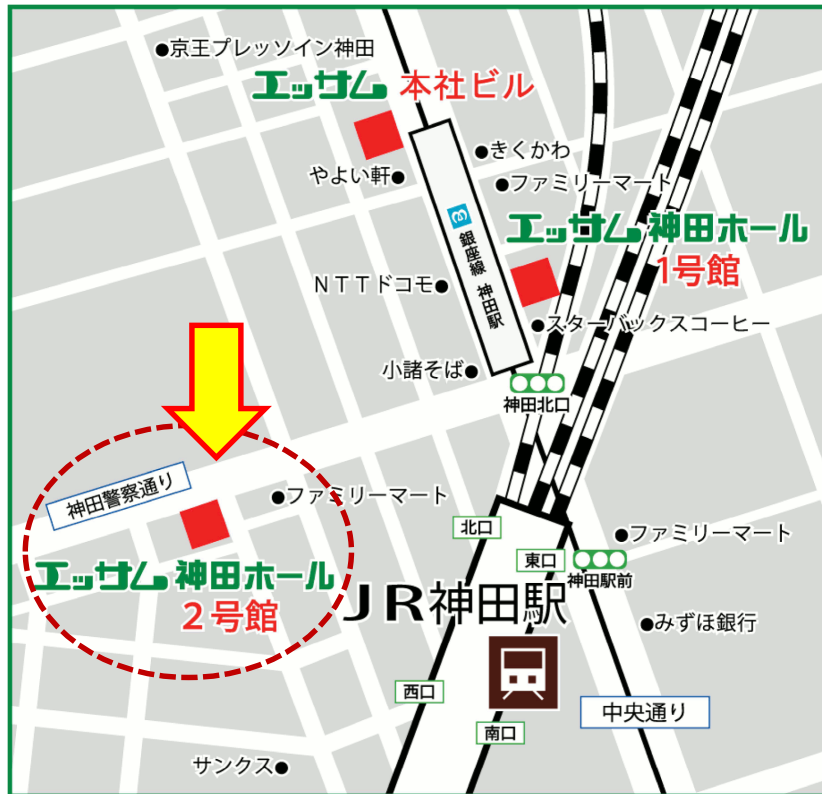 京王プレッソイン神田
エッサム 本社ビル
きくかわ
やよい軒
ファミリーマート
エッサム 神田ホール
1号館
銀座線 神田駅
NTTドコモ
スターバックスコーヒー
小諸そば
神田北口
神田警察通り
ファミリーマート
北口
ファミリーマート
東口
神田駅前
エッサム 神田ホール
2号館
JR神田駅
みずほ銀行
西口
中央通り
南口
サンクス